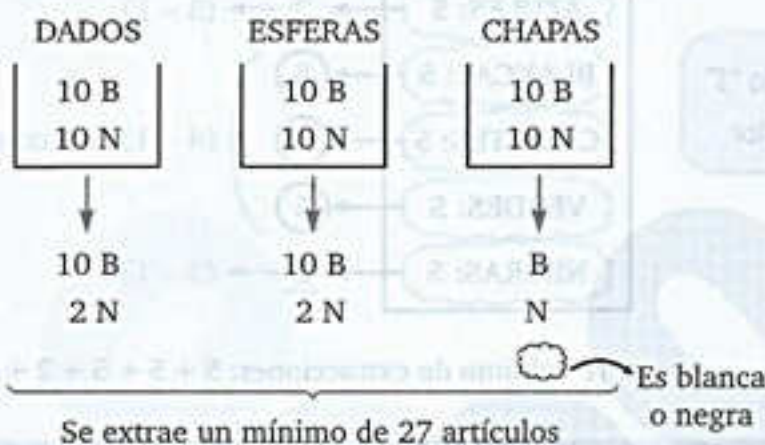 DADOS ESFERAS CHAPAS
10 B 10 B 10 B
10 N 10 N 10 N
10 B 10 B B
2 N 2 N N
Es blanca
o negra
Se extrae un mínimo de 27 artículos